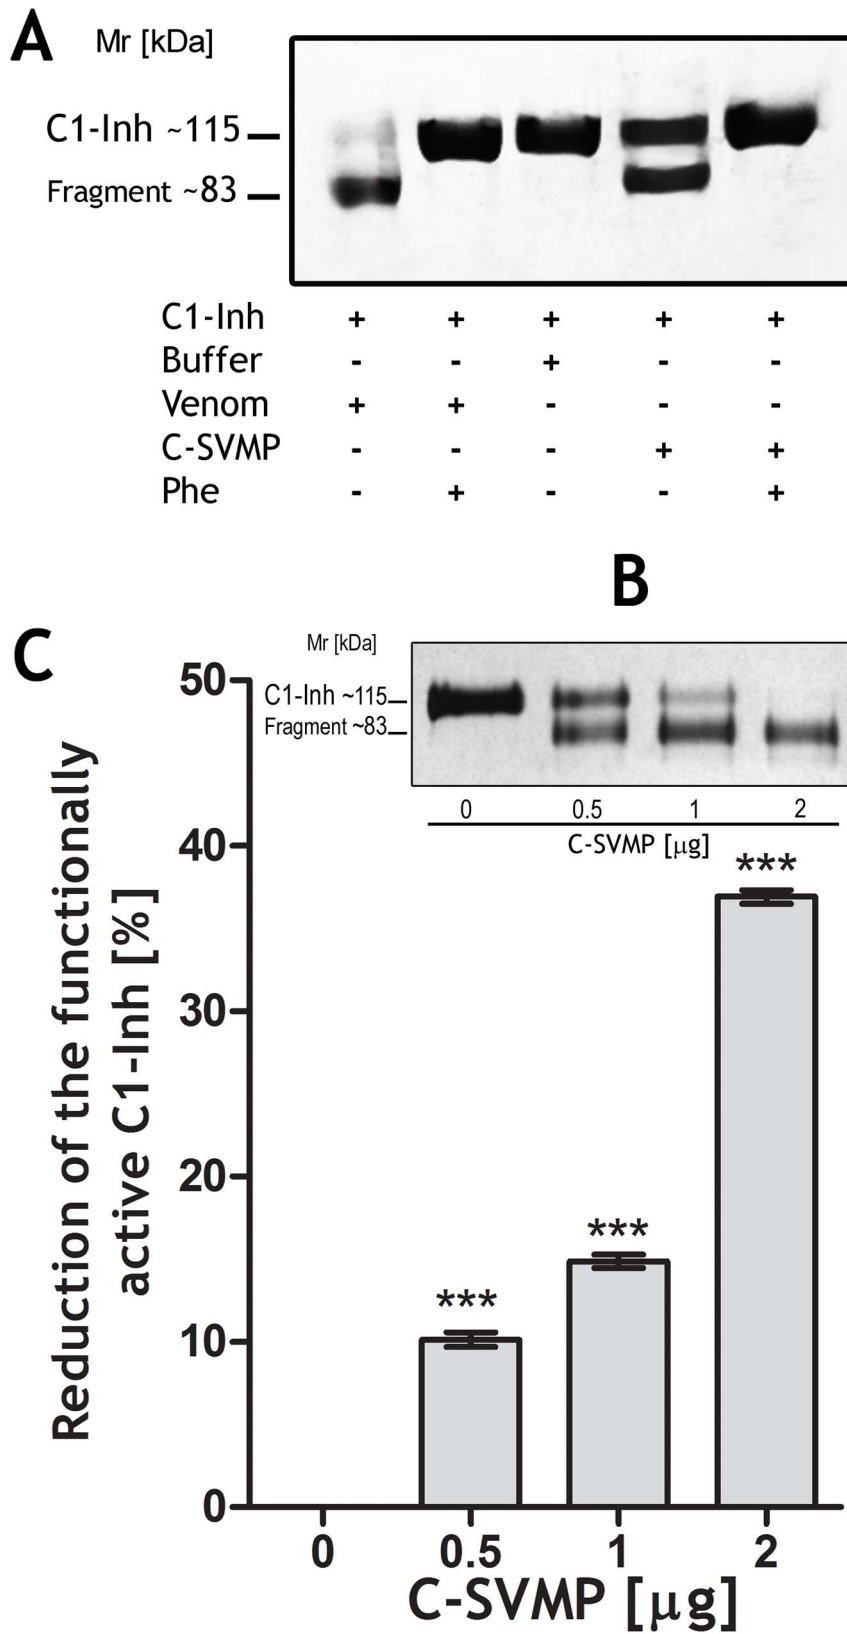 A
Mr [kDa]
C1-Inh ~115
Fragment ~83
C1-Inh + + + + +
Buffer - - + - -
Venom + + - - -
C-SVMP - - - + +
Phe - + - - +
B
C
Mr [kDa]
C1-Inh ~115
Fragment ~83
0 0.5 1 2
C-SVMP [μg]
50
40
30
20
10
0
Reduction of the functionally
active C1-Inh [%]
***
***
***
0 0.5 1 2
C-SVMP [μg]